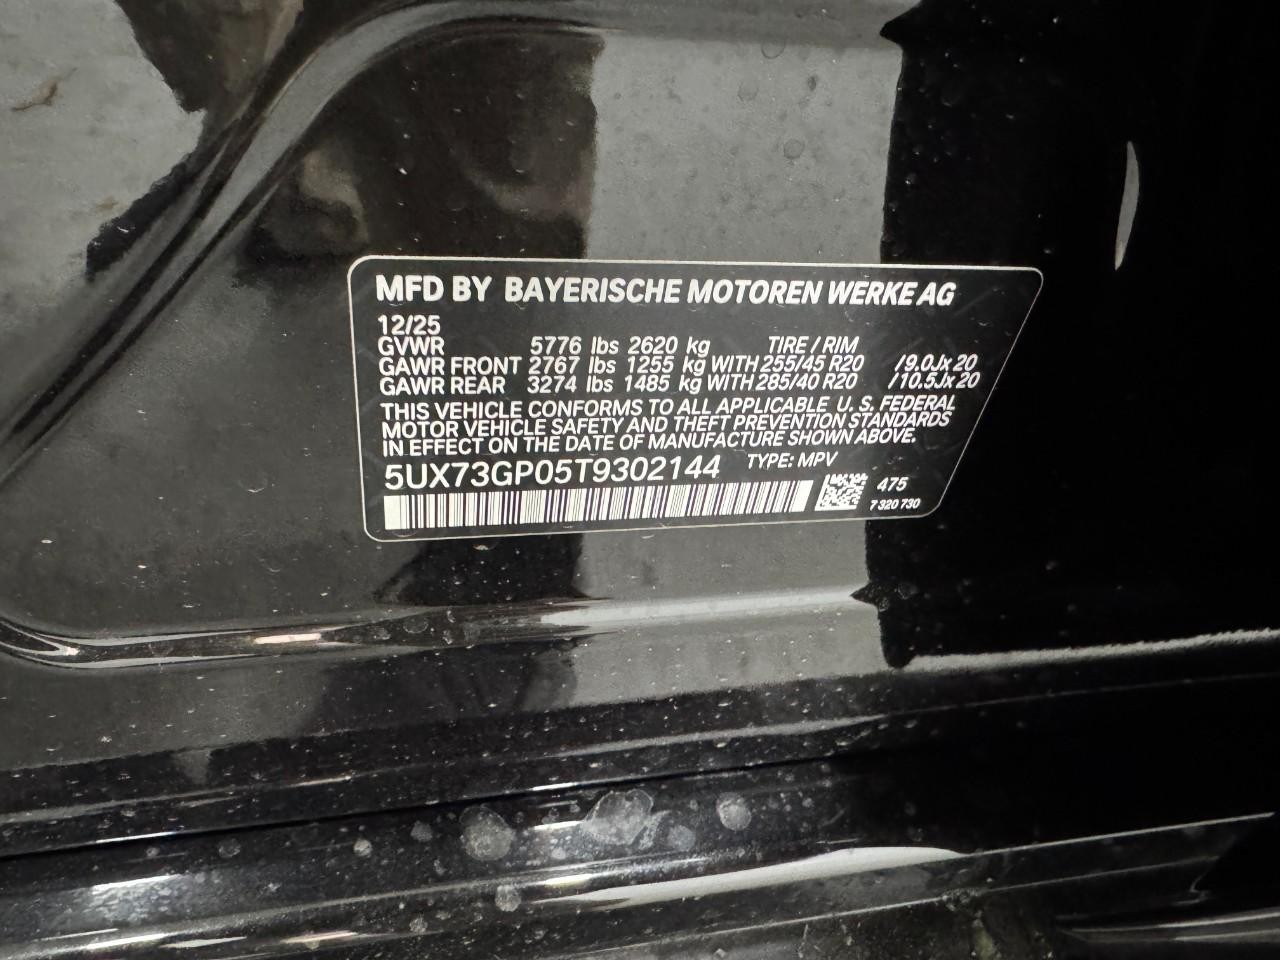 MFD BY BAYERISCHE MOTOREN WERKE AG
12/25
GVWR 5776 lbs 2620 kg TIRE / RIM
GAWR FRONT 2767 lbs 1255 kg WITH 255/45 R20 /9.0Jx20
GAWR REAR 3274 lbs 1485 kg WITH 285/40 R20 /10.5Jx20
THIS VEHICLE CONFORMS TO ALL APPLICABLE U. S. FEDERAL
MOTOR VEHICLE SAFETY AND THEFT PREVENTION STANDARDS
IN EFFECT ON THE DATE OF MANUFACTURE SHOWN ABOVE.
5UX73GP05T9302144 TYPE: MPV
475
7 320 730